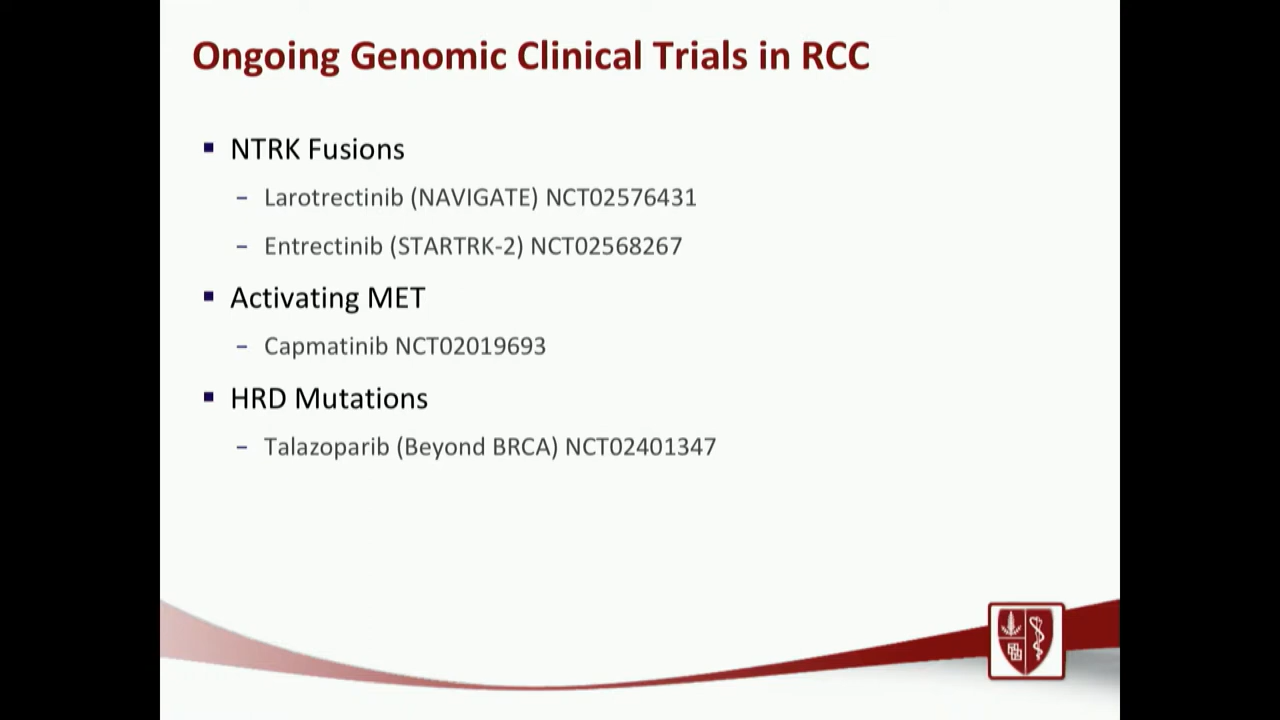 Ongoing Genomic Clinical Trials in RCC
NTRK Fusions
– Larotrectinib (NAVIGATE) NCT02576431
– Entrectinib (STARTRK-2) NCT02568267
Activating MET
– Capmatinib NCT02019693
HRD Mutations
– Talazoparib (Beyond BRCA) NCT02401347